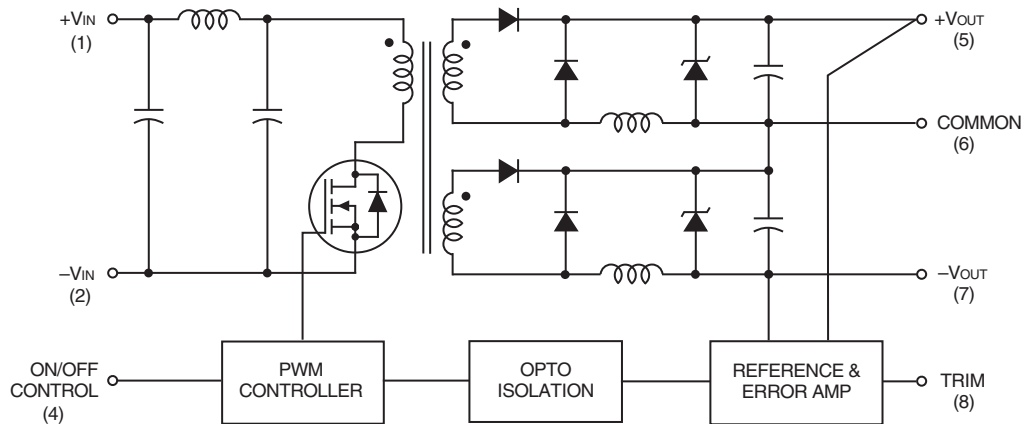 +VIN
(1)
+VOUT
(5)
COMMON
(6)
–VIN
(2)
–VOUT
(7)
ON/OFF
CONTROL
(4)
PWM
CONTROLLER
OPTO
ISOLATION
REFERENCE &
ERROR AMP
TRIM
(8)